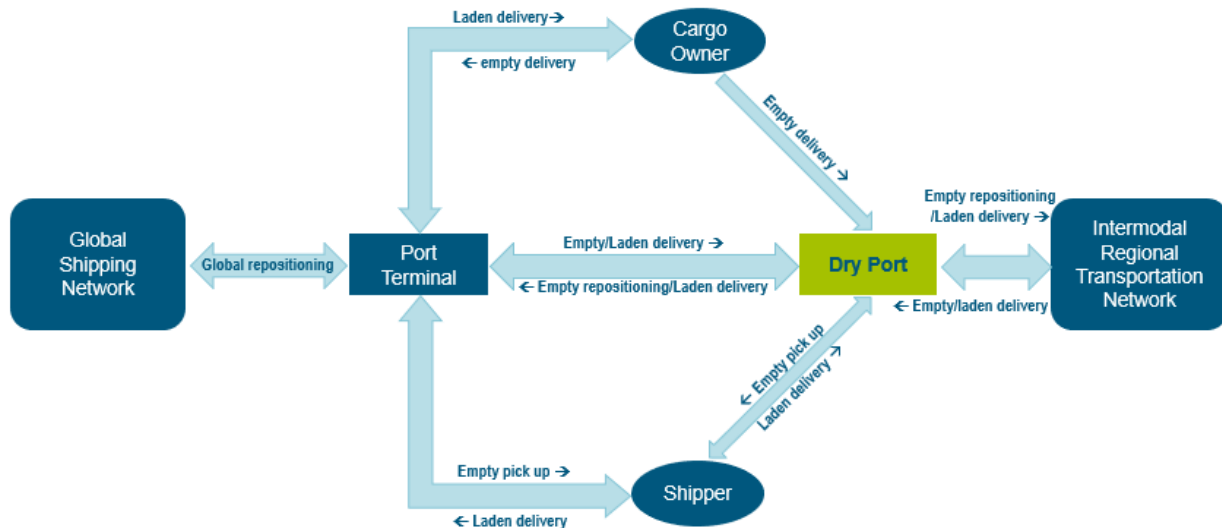 Laden delivery→
← empty delivery
Cargo
Owner
Empty delivery →
Empty repositioning
/Laden delivery →
Global
Shipping
Network
Global repositioning
Port
Terminal
Empty/Laden delivery →
← Empty repositioning/Laden delivery
Dry Port
Intermodal
Regional
Transportation
Network
← Empty/laden delivery
← Empty pick up
Laden delivery →
Empty pick up →
← Laden delivery
Shipper